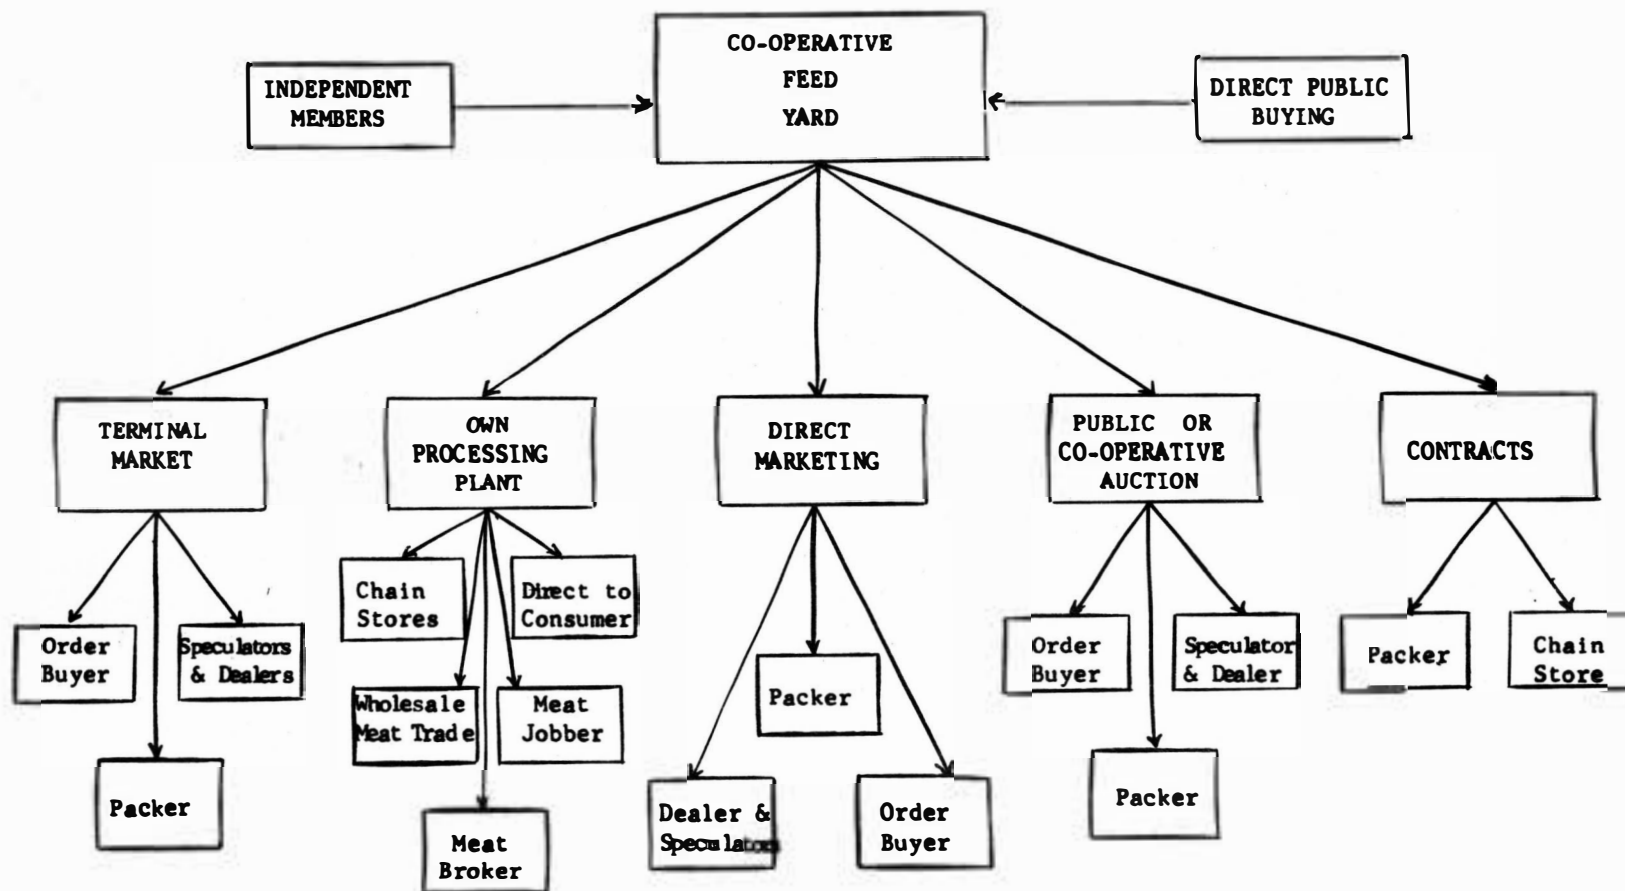 CO-OPERATIVE
FEED
YARD
INDEPENDENT
MEMBERS
DIRECT PUBLIC
BUYING
TERMINAL
MARKET
OWN
PROCESSING
PLANT
DIRECT
MARKETING
PUBLIC OR
CO-OPERATIVE
AUCTION
CONTRACTS
Order
Buyer
Speculators
& Dealers
Packer
Chain
Stores
Direct to
Consumer
Wholesale
Meat Trade
Meat
Jobber
Meat
Broker
Packer
Dealer &
Speculators
Order
Buyer
Order
Buyer
Speculator
& Dealer
Packer
Packer
Chain
Store